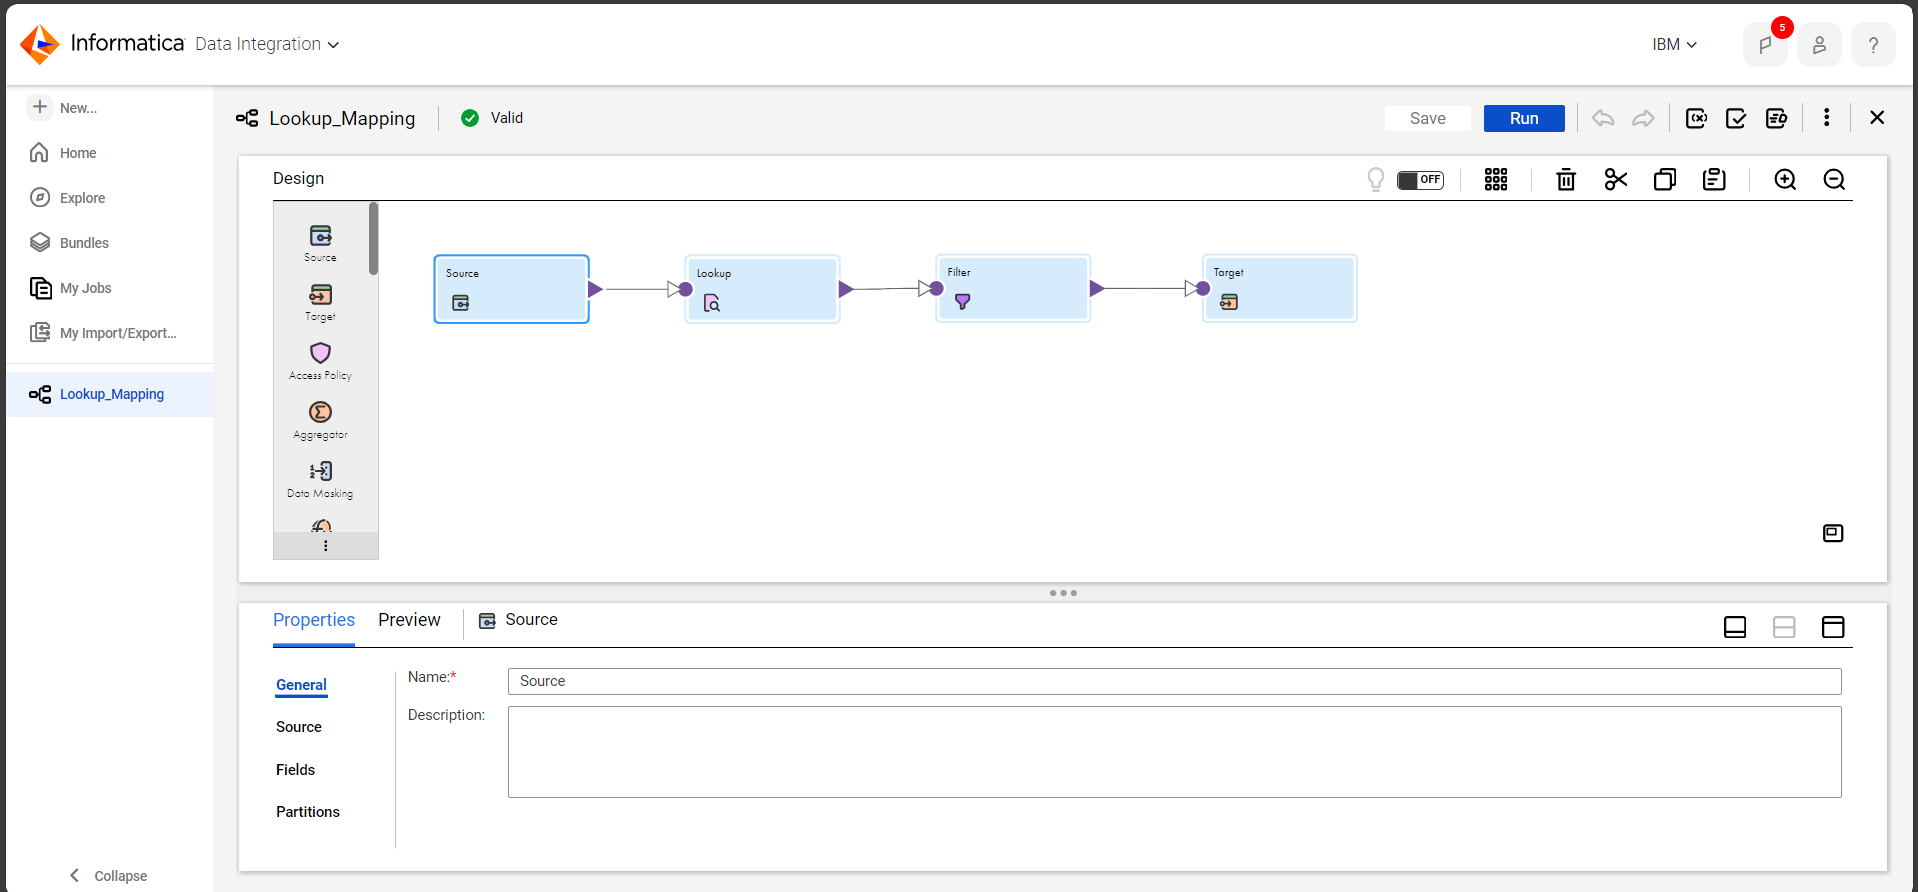 Informatica Data Integration
IBM
5
?
New...
Home
Explore
Bundles
My Jobs
My Import/Export...
Lookup_Mapping
Collapse
Lookup_Mapping
Valid
Save
Run
Design
OFF
Source
Target
Access Policy
Aggregator
Data Masking
Source
Lookup
Filter
Target
Properties
Preview
Source
General
Source
Fields
Partitions
Name:*
Source
Description: